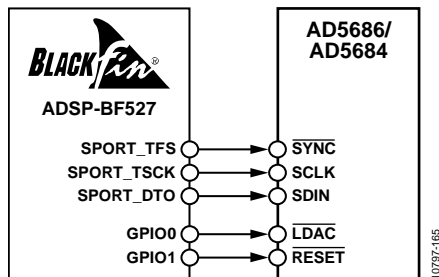 BLACKfin®
ADSP-BF527
AD5686/
AD5684
SPORT_TFS
SYNC
SPORT_TSCK
SCLK
SPORT_DTO
SDIN
GPIO0
LDAC
GPIO1
RESET
10797-165